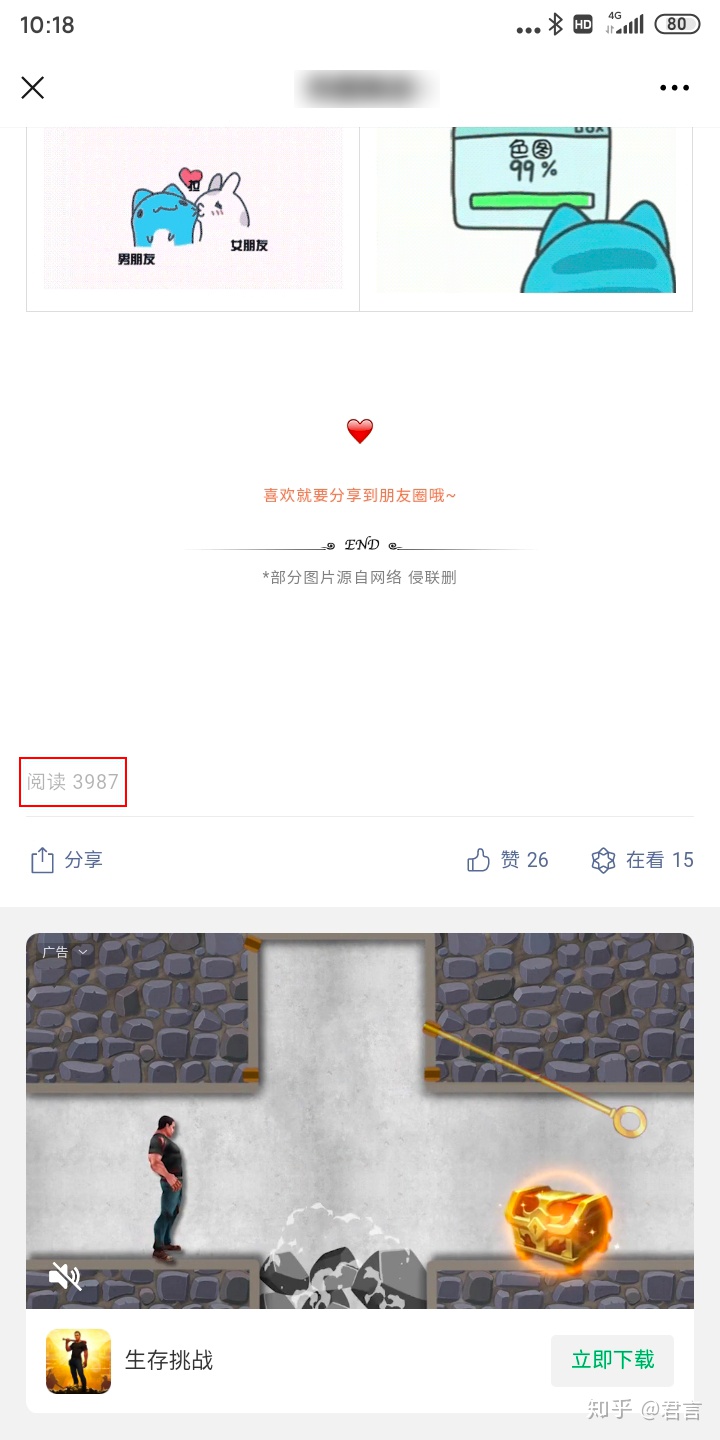 10:18
HD
4G
80
拉
男朋友
女朋友
色图
99%
喜欢就要分享到朋友圈哦~
END
*部分图片源自网络 侵联删
阅读 3987
分享
赞 26
在看 15
广告
生存挑战
立即下载
知乎 @君言